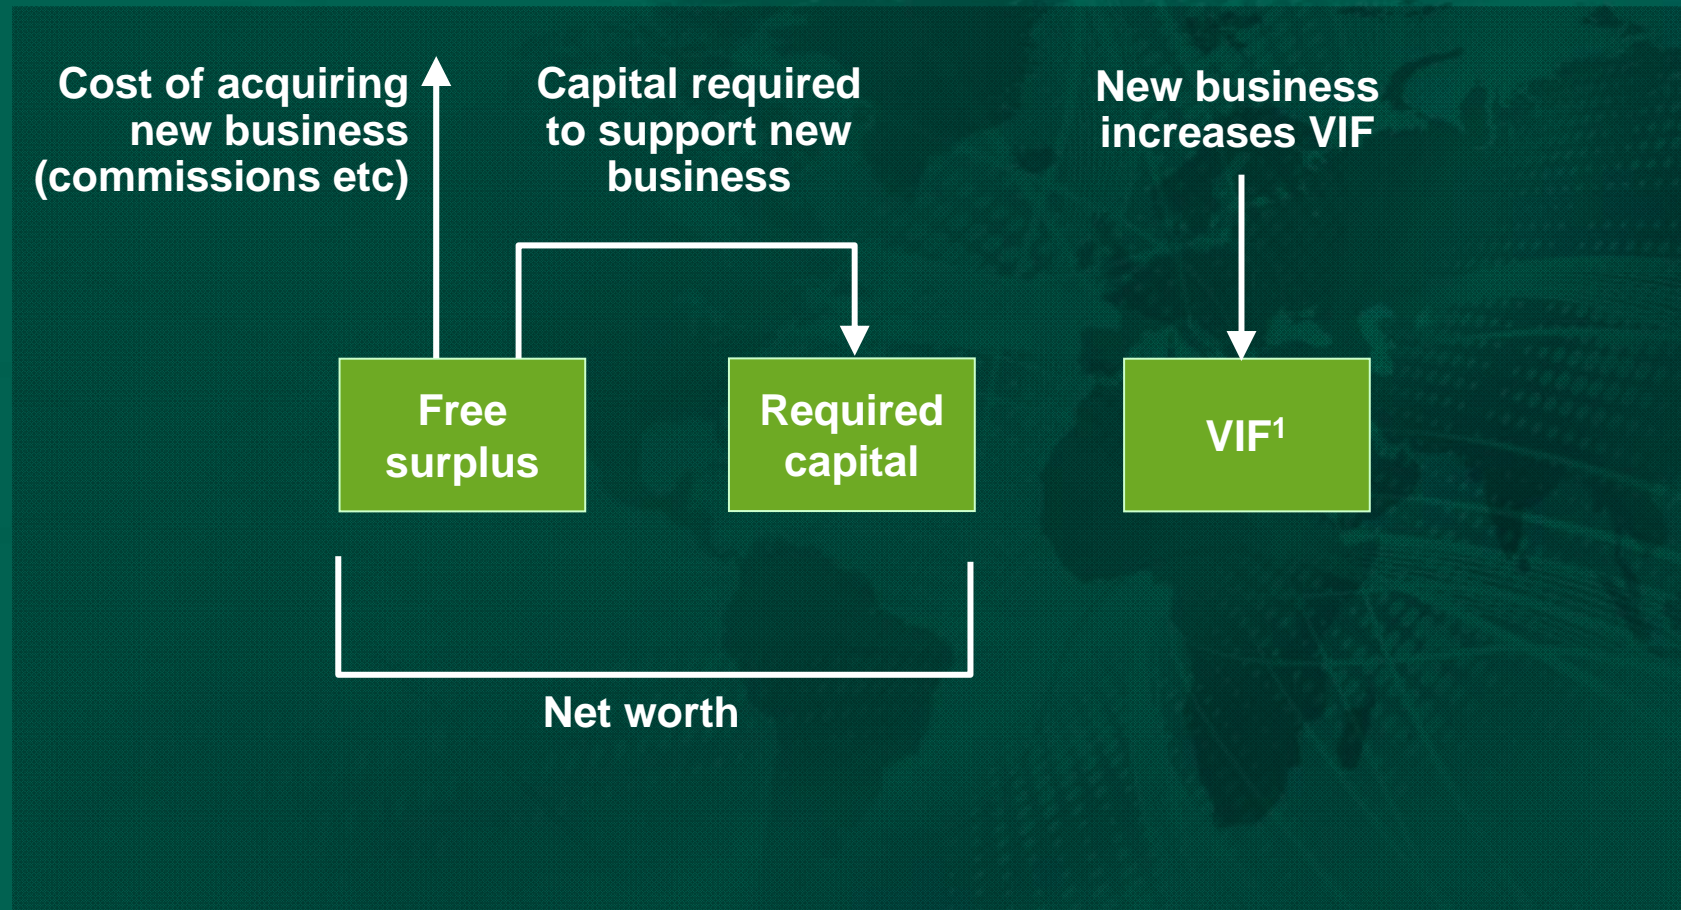 Cost of acquiring
new business
(commissions etc)
Capital required
to support new
business
New business
increases VIF
Free
surplus
Required
capital
VIF¹
Net worth